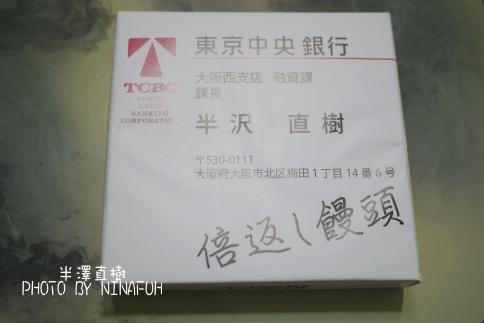 東京中央銀行
TCBC
TOKYO
CHUO
BANKING
CORPORATIO
大阪西支店 融資課
課長
半沢 直樹
〒530-0111
大阪府大阪市北区梅田1丁目14番6号
倍返し饅頭
半澤直樹
PHOTO BY NINAFUH